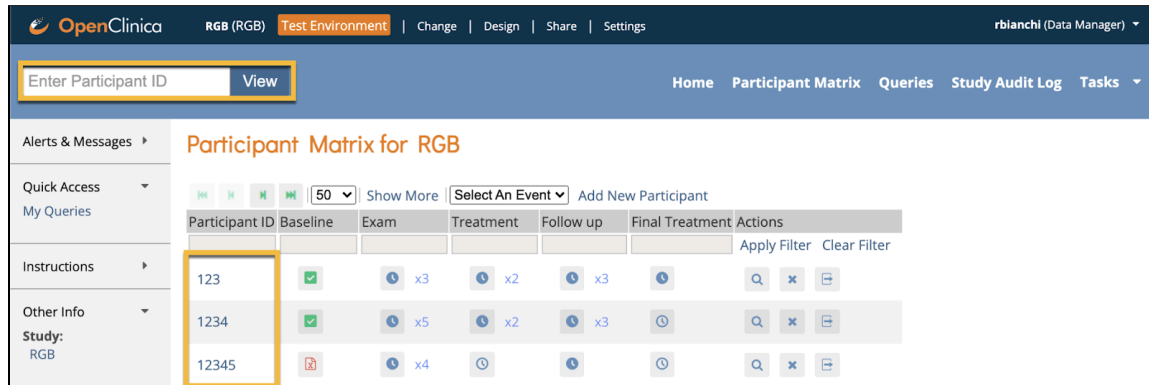 OpenClinica RGB (RGB) Test Environment | Change | Design | Share | Settings rbianchi (Data Manager)
Enter Participant ID View Home Participant Matrix Queries Study Audit Log Tasks
Alerts & Messages
Quick Access
My Queries
Instructions
Other Info
Study:
RGB
Participant Matrix for RGB
50 Show More Select An Event Add New Participant
Participant ID Baseline Exam Treatment Follow up Final Treatment Actions
Apply Filter Clear Filter
123 x3 x2 x3
1234 x5 x2 x3
12345 x4